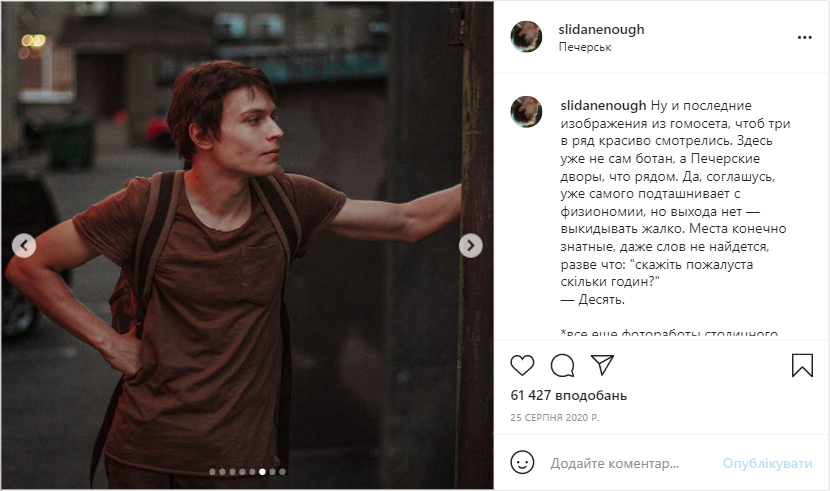 slidanenough
Печерськ
slidanenough Ну и последние
изображения из гомосета, чтоб три
в ряд красиво смотрелись. Здесь
уже не сам ботан, а Печерские
дворы, что рядом. Да, соглашусь,
уже самого подташнивает с
физиономии, но выхода нет —
выкидывать жалко. Места конечно
знатные, даже слов не найдется,
разве что: "скажіть пожалуста
скільки годин?"
— Десять.
*все еще фотоработы столичного
61 427 вподобань
25 СЕРПНЯ 2020 Р.
Додайте коментар...
Опублікувати